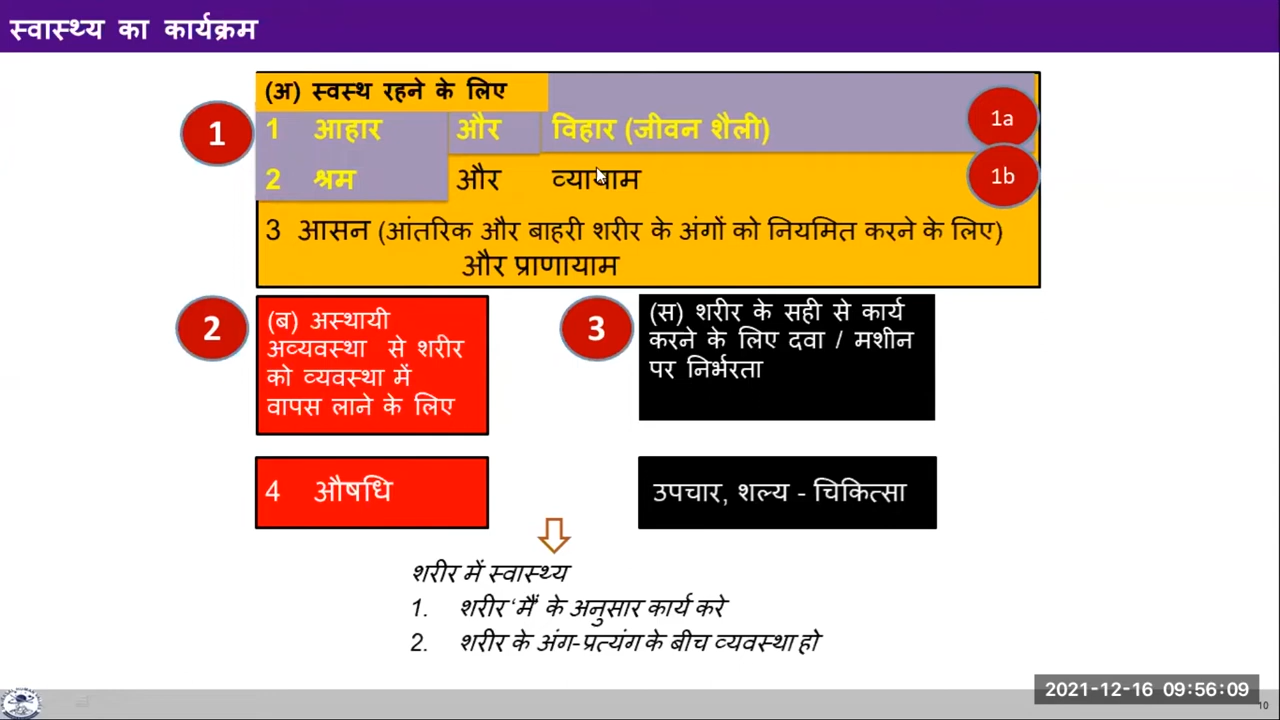 स्वास्थ्य का कार्यक्रम
(अ) स्वस्थ रहने के लिए
1
1 आहार और विहार (जीवन शैली)
1a
2 श्रम और व्यायाम
1b
3 आसन (आंतरिक और बाहरी शरीर के अंगों को नियमित करने के लिए)
और प्राणायाम
2
(ब) अस्थायी
अव्यवस्था से शरीर
को व्यवस्था में
वापस लाने के लिए
3
(स) शरीर के सही से कार्य
करने के लिए दवा / मशीन
पर निर्भरता
4 औषधि
उपचार, शल्य - चिकित्सा
शरीर में स्वास्थ्य
1. शरीर ‘मैं’ के अनुसार कार्य करे
2. शरीर के अंग-प्रत्यंग के बीच व्यवस्था हो
2021-12-16 09:56:09
10